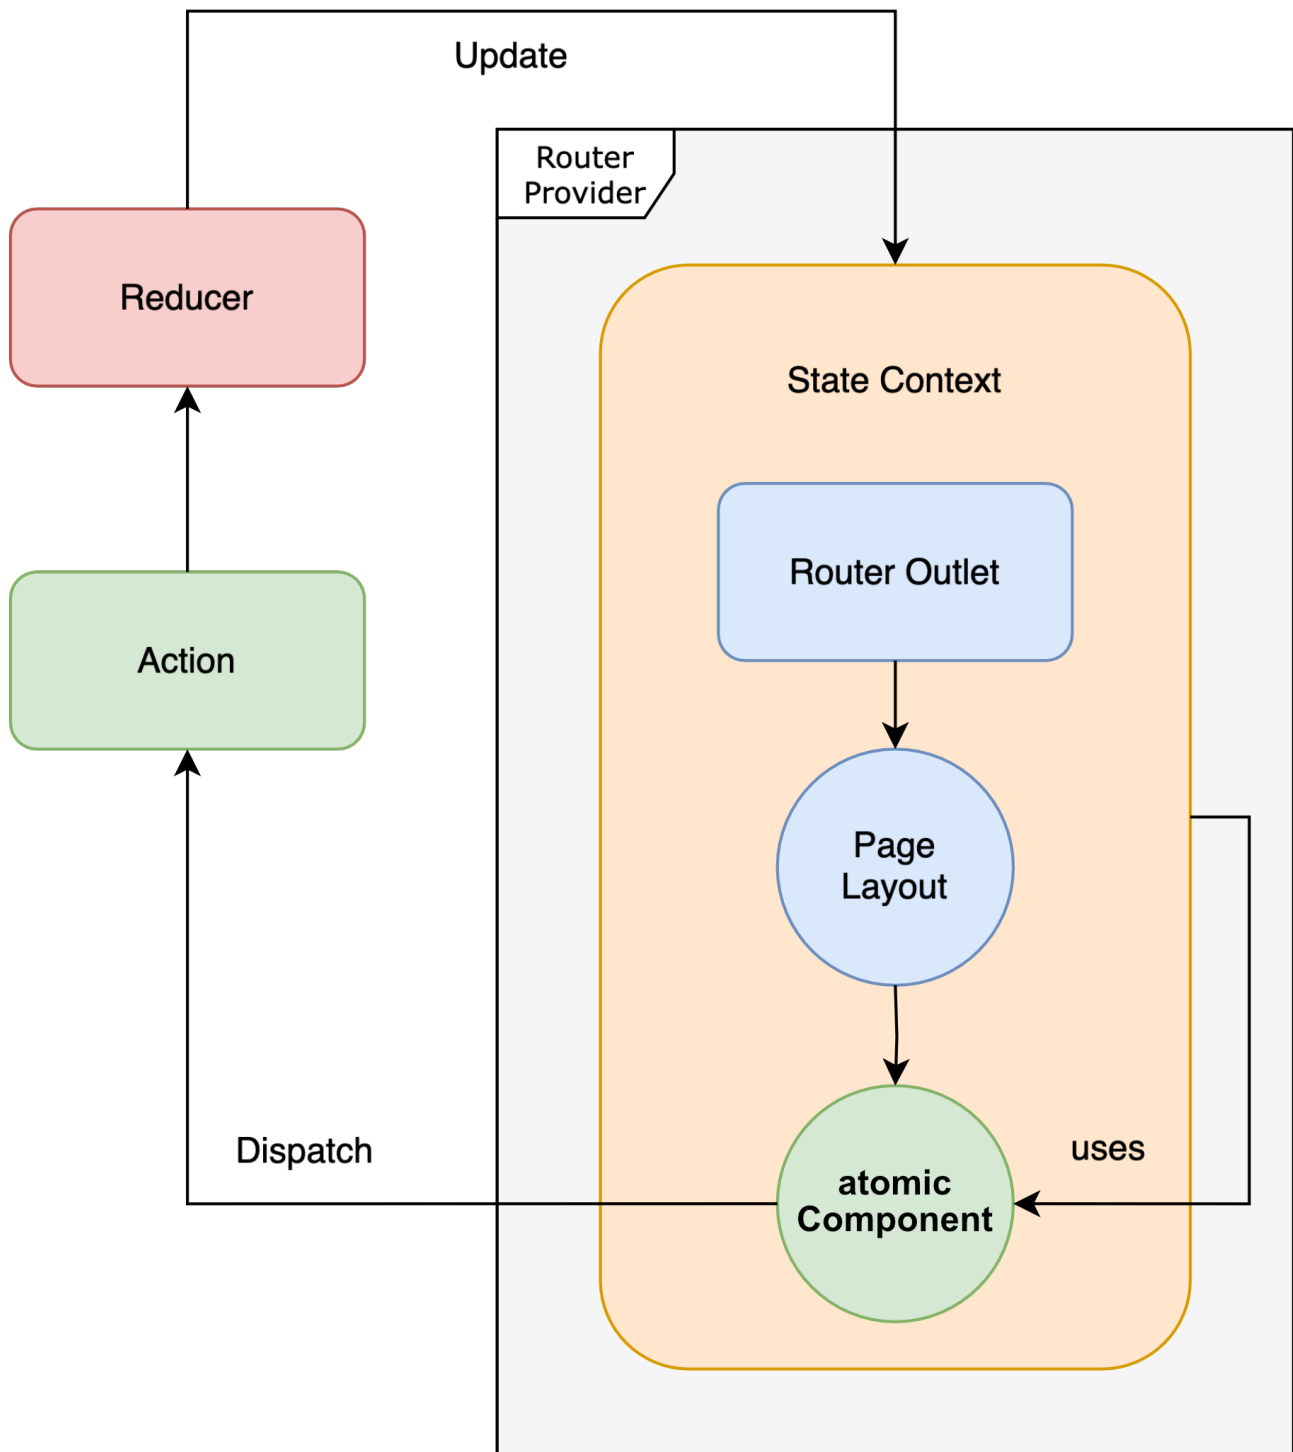 Update
Router
Provider
Reducer
State Context
Router Outlet
Action
Page
Layout
Dispatch
uses
atomic
Component